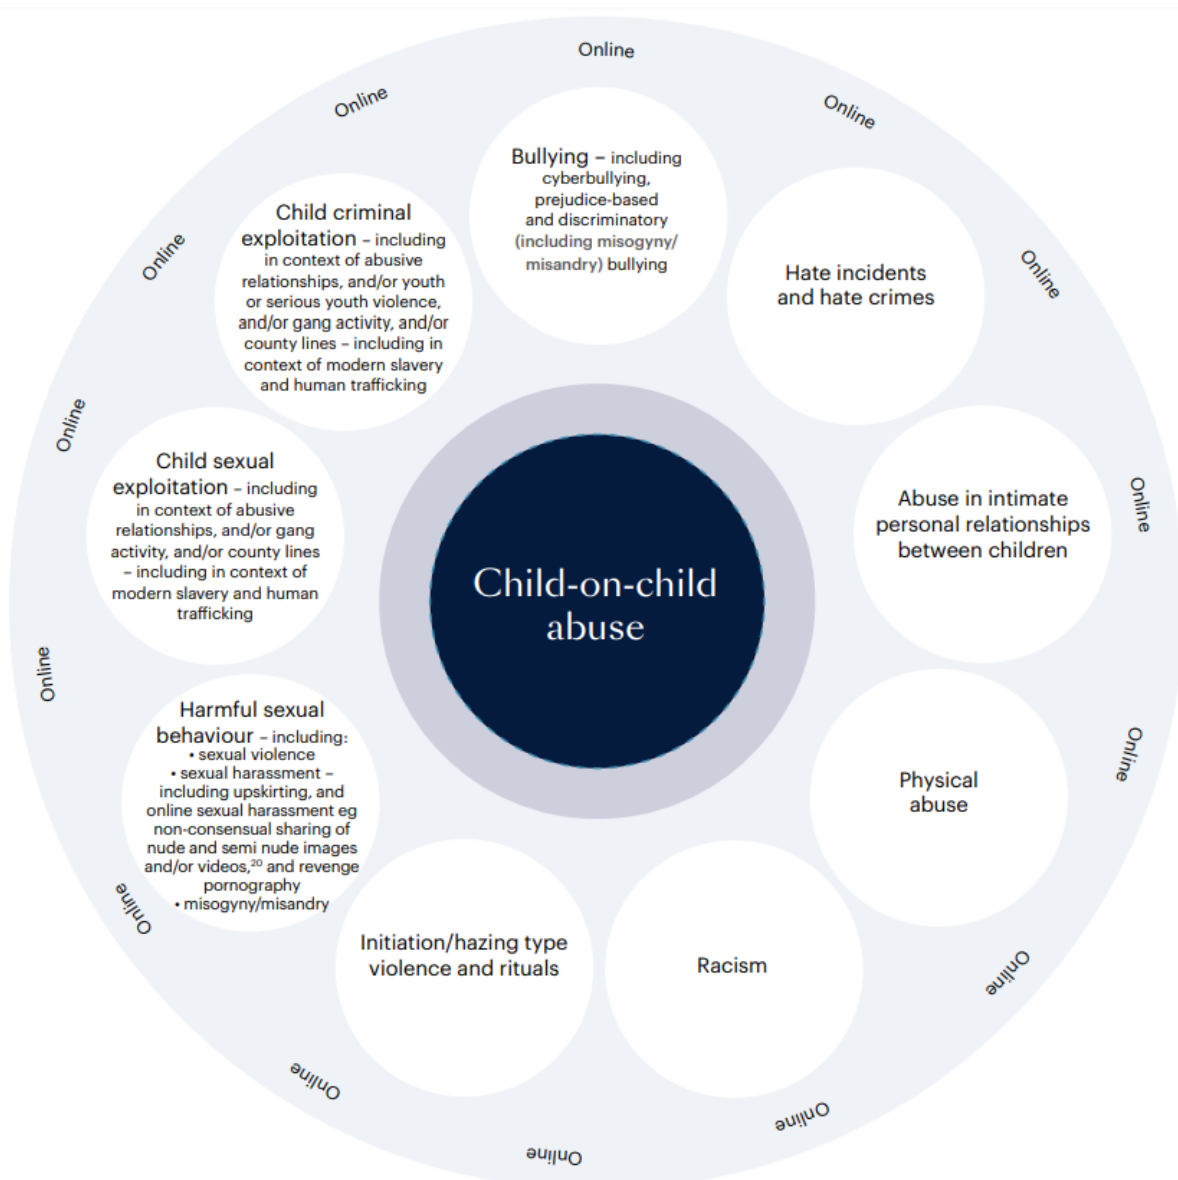 Online
Online
Online
Bullying – including
cyberbullying,
prejudice-based
and discriminatory
(including misogyny/
misandry) bullying
Child criminal
exploitation – including
in context of abusive
relationships, and/or youth
or serious youth violence,
and/or gang activity, and/or
county lines – including in
context of modern slavery
and human trafficking
Hate incidents
and hate crimes
Online
Online
Online
Child sexual
exploitation – including
in context of abusive
relationships, and/or gang
activity, and/or county lines
– including in context of
modern slavery and human
trafficking
Abuse in intimate
personal relationships
between children
Online
Child-on-child
abuse
Online
Harmful sexual
behaviour – including:
• sexual violence
• sexual harassment –
including upskirting, and
online sexual harassment eg
non-consensual sharing of
nude and semi nude images
and/or videos,²⁰ and revenge
pornography
• misogyny/misandry
Physical
abuse
Online
Online
Initiation/hazing type
violence and rituals
Racism
Online
Online
Online
Online